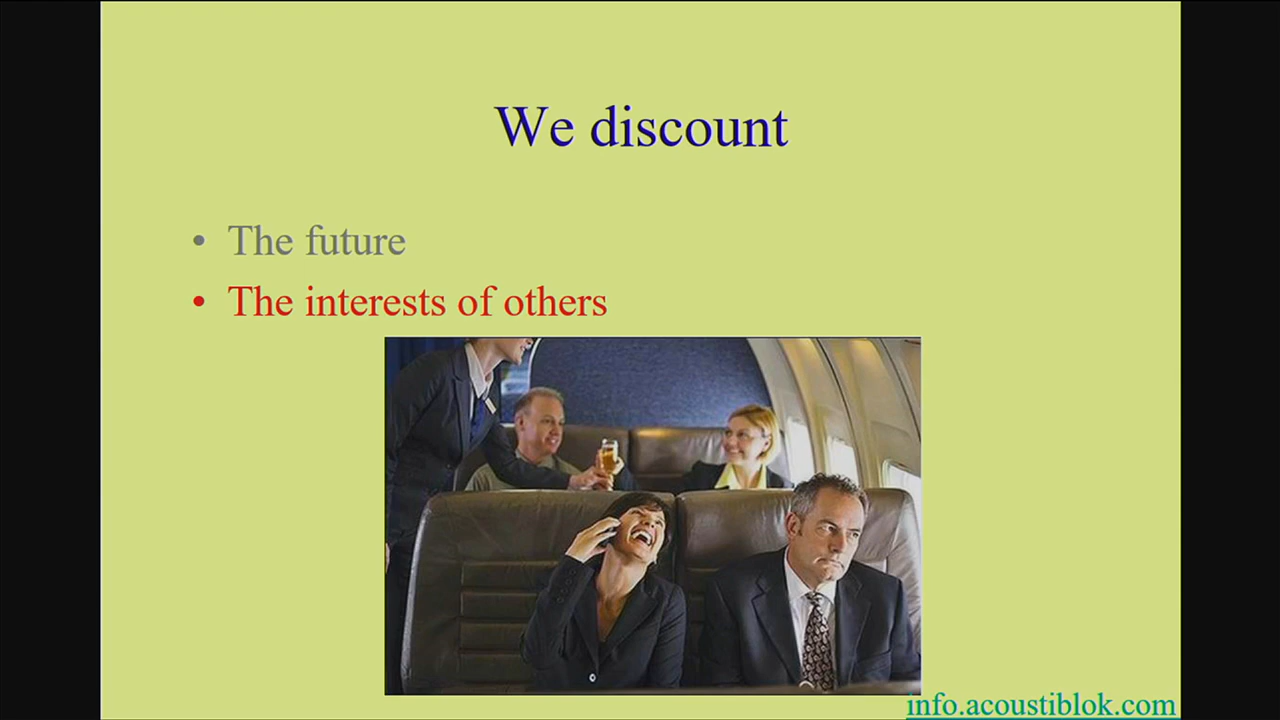 We discount
• The future
• The interests of others
info.acoustiblok.com